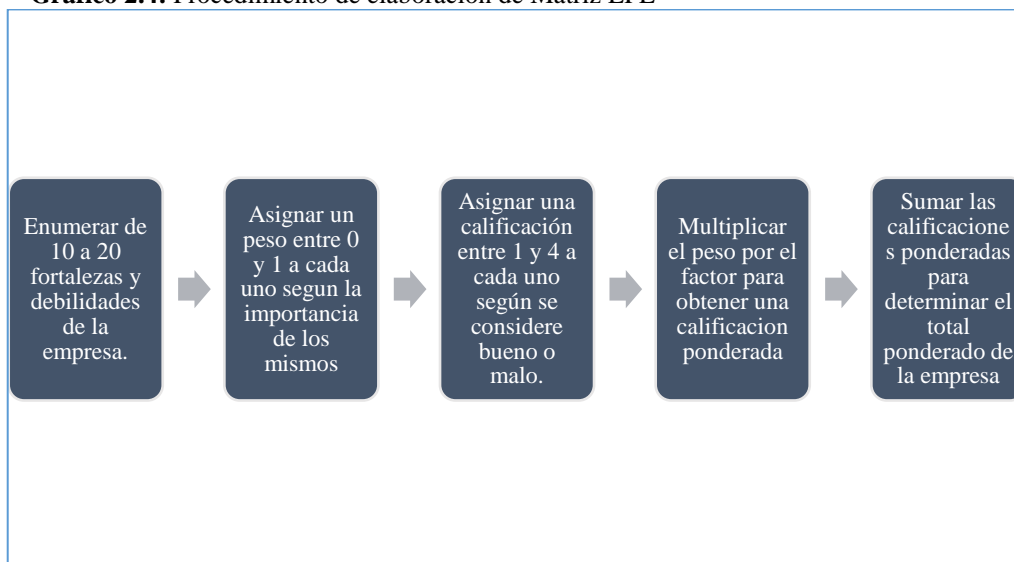 Gráfico 2.4. Procedimiento de elaboración de Matriz EFE
Enumerar de
10 a 20
fortalezas y
debilidades
de la
empresa.
Asignar un
peso entre 0
y 1 a cada
uno segun la
importancia
de los
mismos
Asignar una
calificación
entre 1 y 4 a
cada uno
según se
considere
bueno o
malo.
Multiplicar
el peso por el
factor para
obtener una
calificacion
ponderada
Sumar las
calificacione
s ponderadas
para
determinar el
total
ponderado de
la empresa